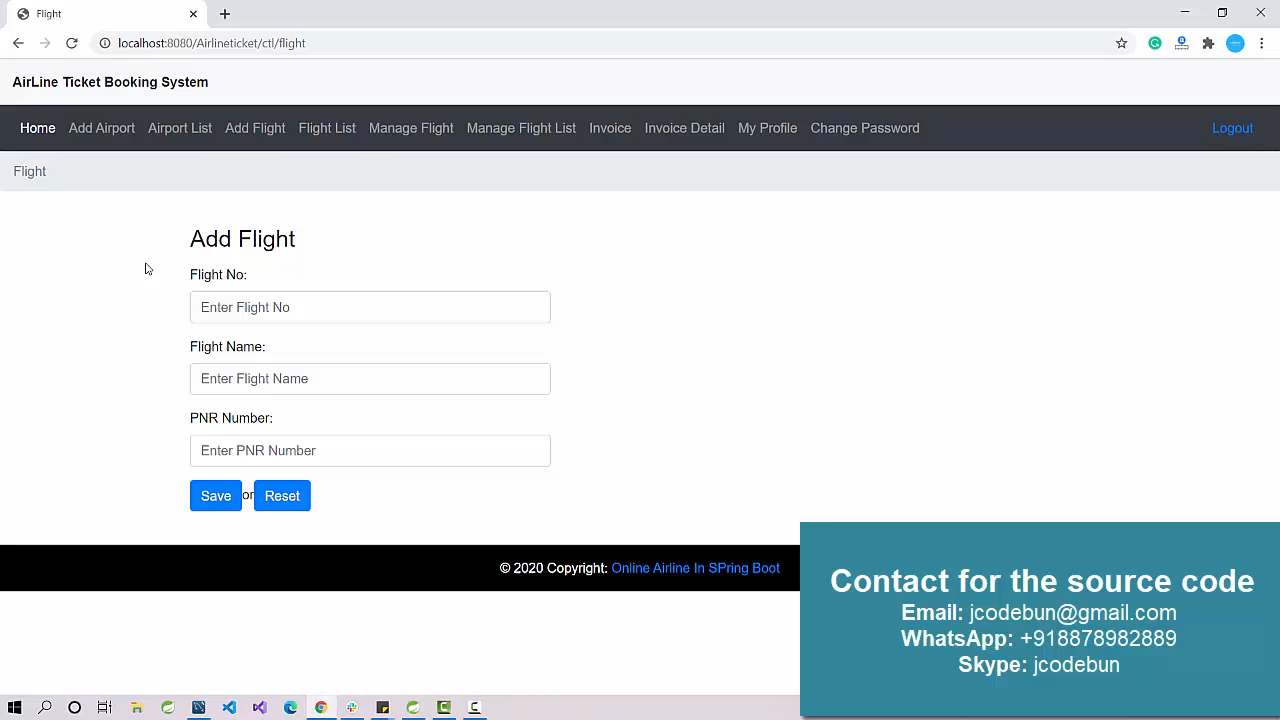 Flight
localhost:8080/Airlineticket/ctl/flight
AirLine Ticket Booking System
Home Add Airport Airport List Add Flight Flight List Manage Flight Manage Flight List Invoice Invoice Detail My Profile Change Password Logout
Flight
Add Flight
Flight No:
Enter Flight No
Flight Name:
Enter Flight Name
PNR Number:
Enter PNR Number
Save or Reset
© 2020 Copyright: Online Airline In SPring Boot
Contact for the source code
Email: jcodebun@gmail.com
WhatsApp: +918878982889
Skype: jcodebun